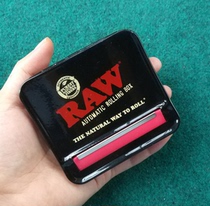 RAW
AUTOMATIC ROLLING BOX
THE NATURAL WAY TO ROLL